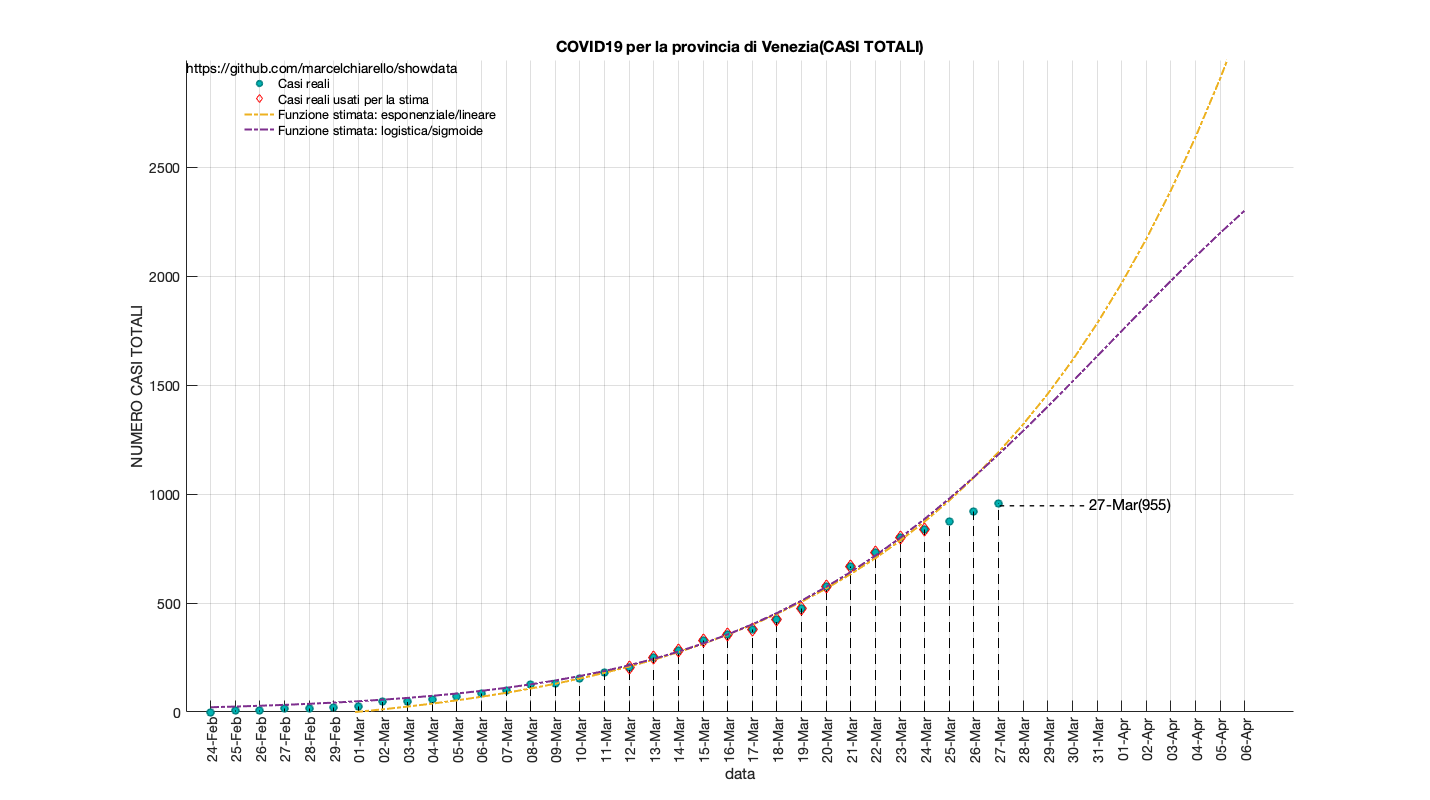 COVID19 per la provincia di Venezia(CASI TOTALI)
https://github.com/marcelchiarello/showdata
Casi reali
Casi reali usati per la stima
Funzione stimata: esponenziale/lineare
Funzione stimata: logistica/sigmoide
NUMERO CASI TOTALI
2500
2000
1500
1000
500
0
27-Mar(955)
24-Feb
25-Feb
26-Feb
27-Feb
28-Feb
29-Feb
01-Mar
02-Mar
03-Mar
04-Mar
05-Mar
06-Mar
07-Mar
08-Mar
09-Mar
10-Mar
11-Mar
12-Mar
13-Mar
14-Mar
15-Mar
16-Mar
17-Mar
18-Mar
19-Mar
20-Mar
21-Mar
22-Mar
23-Mar
24-Mar
25-Mar
26-Mar
27-Mar
28-Mar
29-Mar
30-Mar
31-Mar
01-Apr
02-Apr
03-Apr
04-Apr
05-Apr
06-Apr
data